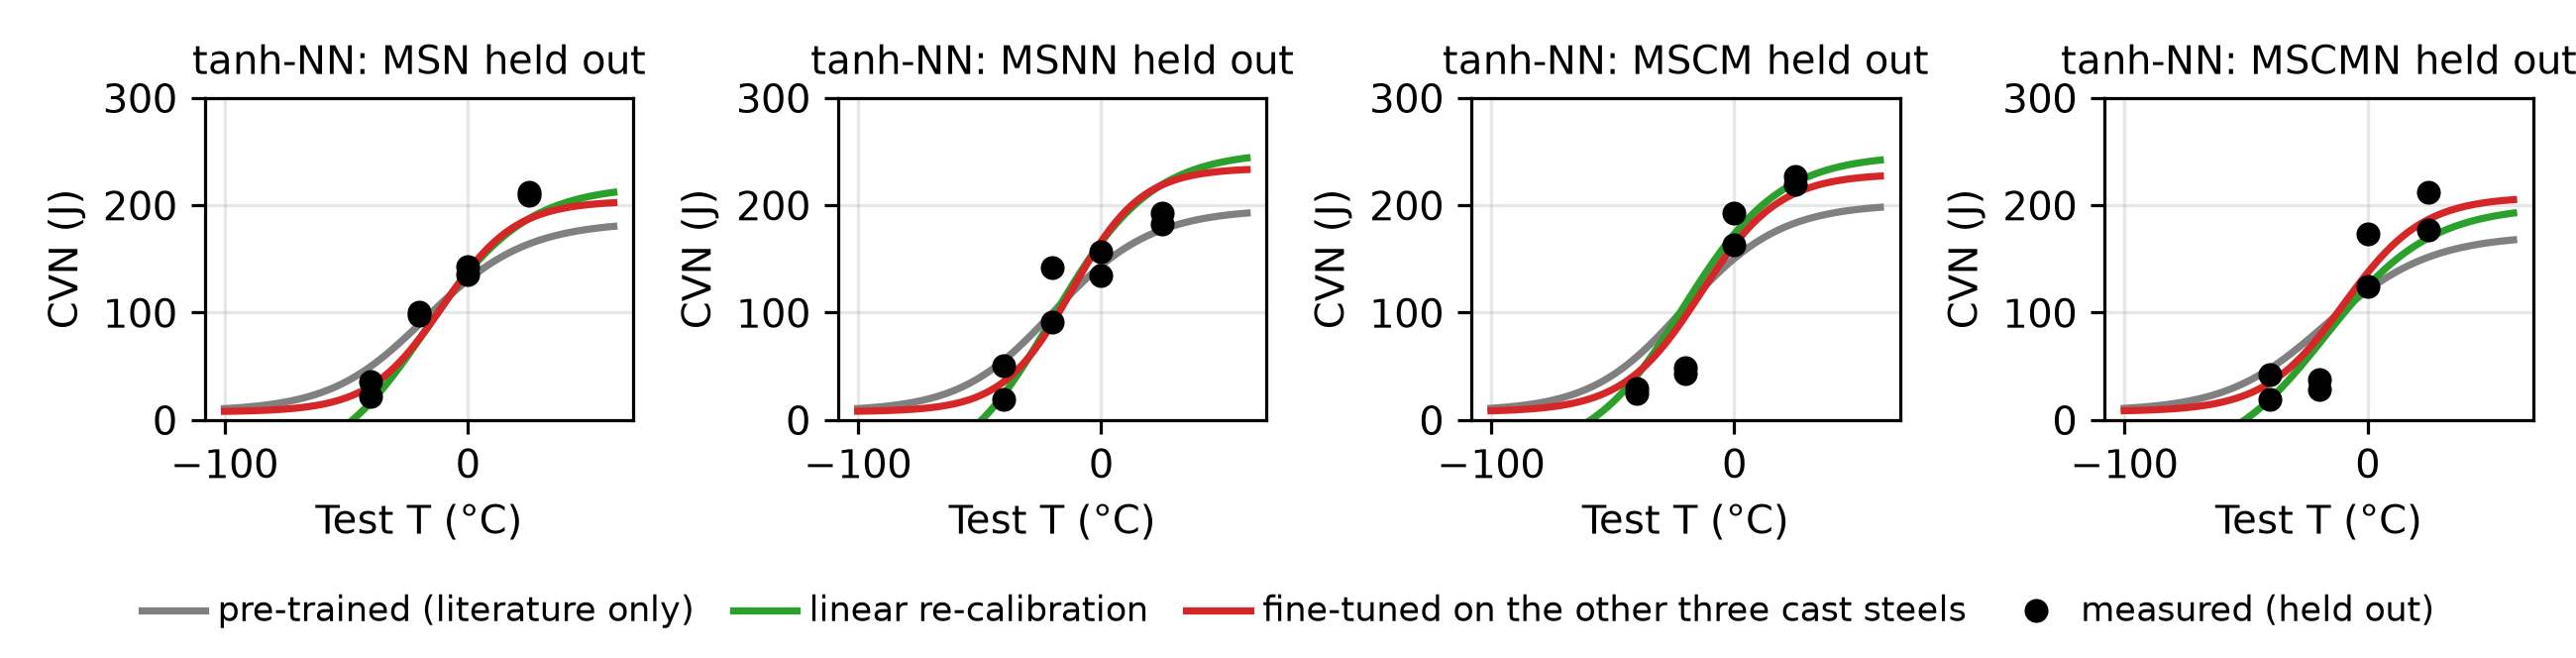 tanh-NN: MSN held out
300
200
100
0
CVN (J)
−100
0
Test T (°C)
tanh-NN: MSNN held out
300
200
100
0
CVN (J)
−100
0
Test T (°C)
tanh-NN: MSCM held out
300
200
100
0
CVN (J)
−100
0
Test T (°C)
tanh-NN: MSCMN held out
300
200
100
0
CVN (J)
−100
0
Test T (°C)
pre-trained (literature only)
linear re-calibration
fine-tuned on the other three cast steels
measured (held out)